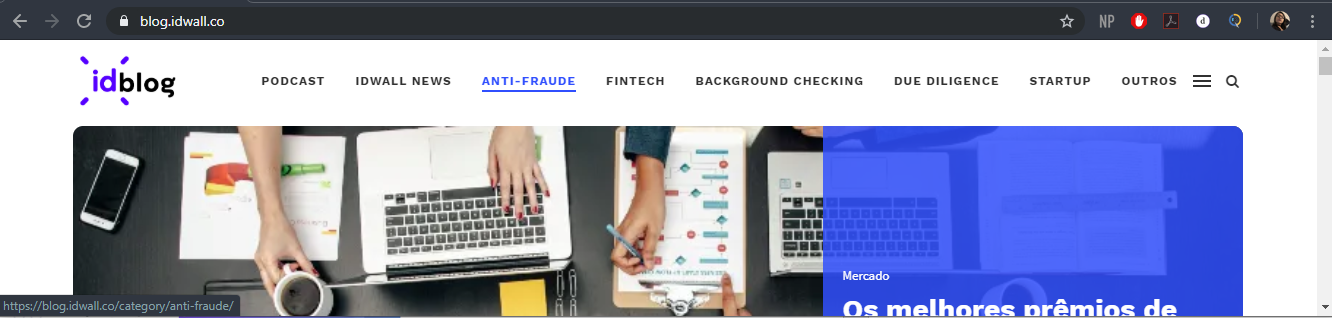 blog.idwall.co
NP
idblog
PODCAST IDWALL NEWS ANTI-FRAUDE FINTECH BACKGROUND CHECKING DUE DILIGENCE STARTUP OUTROS
Mercado
Os melhores prêmios de
https://blog.idwall.co/category/anti-fraude/